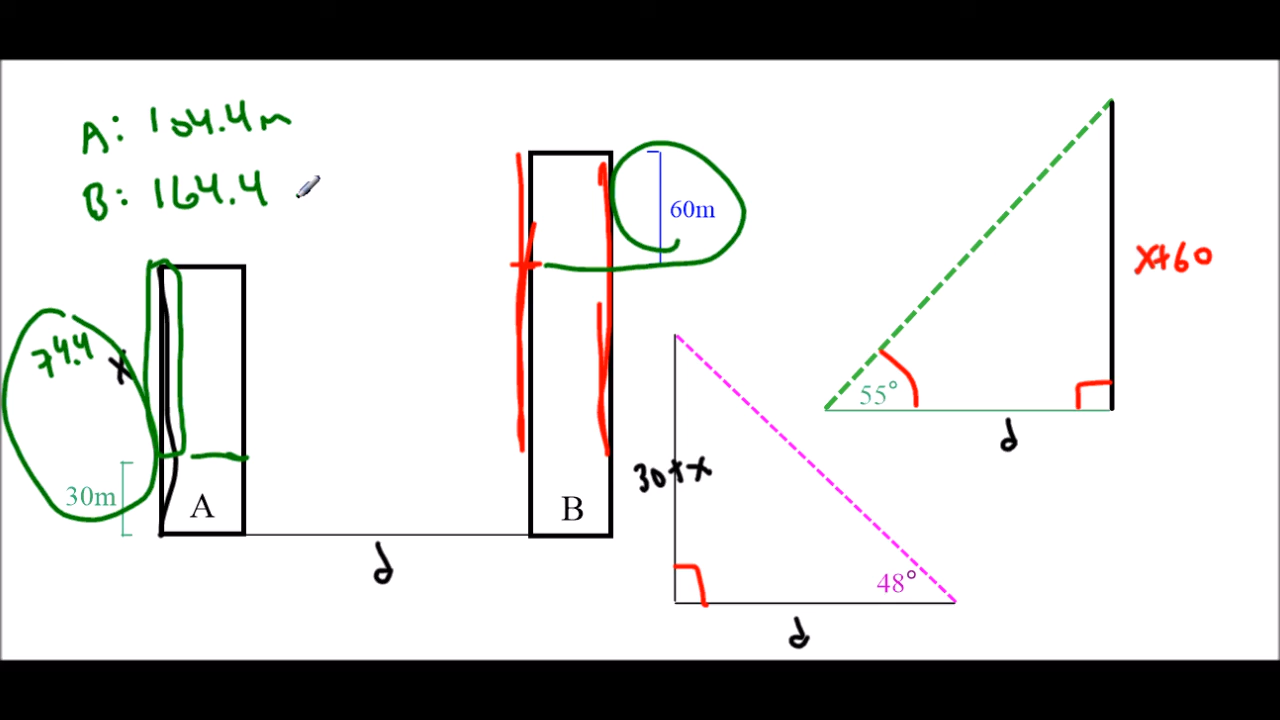 A: 104.4m
B: 164.4
60m
x+60
74.4 x
55°
d
30+x
30m
A
B
d
48°
d